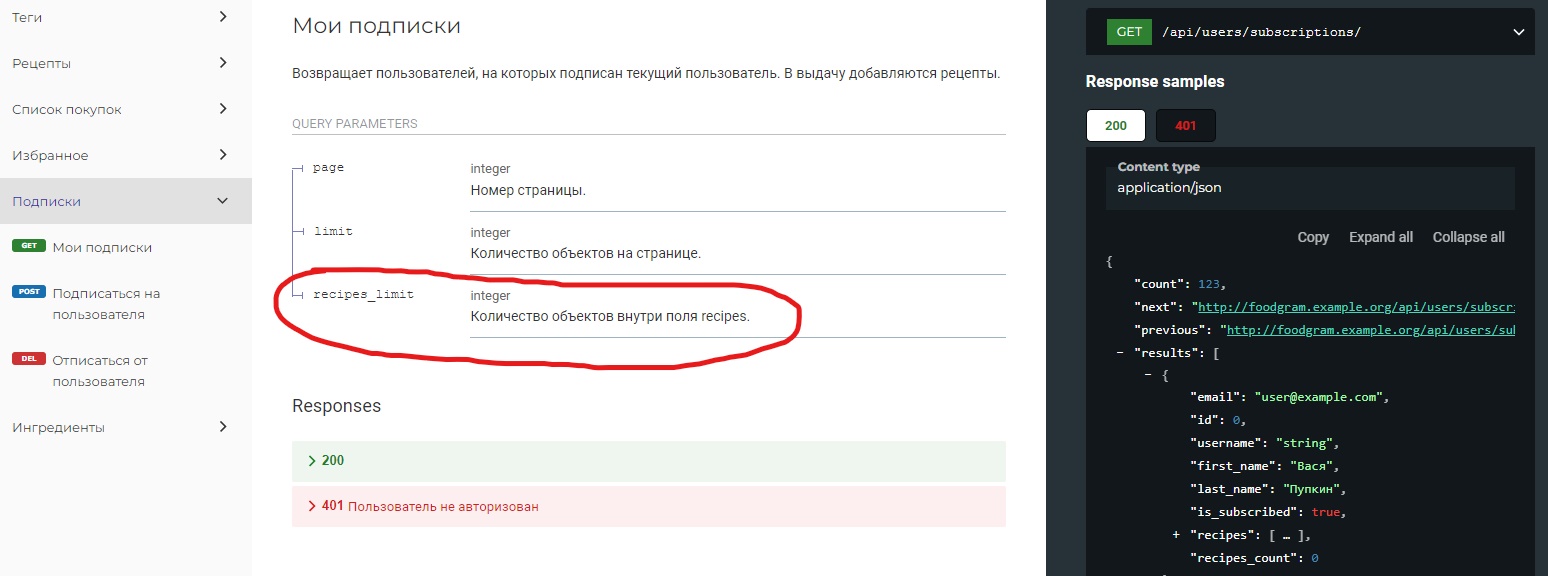 Теги
Рецепты
Список покупок
Избранное
Подписки
GET Мои подписки
POST Подписаться на
пользователя
DEL Отписаться от
пользователя
Ингредиенты
Мои подписки
Возвращает пользователей, на которых подписан текущий пользователь. В выдачу добавляются рецепты.
QUERY PARAMETERS
page integer
Номер страницы.
limit integer
Количество объектов на странице.
recipes_limit integer
Количество объектов внутри поля recipes.
Responses
200
401 Пользователь не авторизован
GET /api/users/subscriptions/
Response samples
200 401
Content type
application/json
Copy Expand all Collapse all
{
"count": 123,
"next": "http://foodgram.example.org/api/users/subscr
"previous": "http://foodgram.example.org/api/users/sul
- "results": [
- {
"email": "user@example.com",
"id": 0,
"username": "string",
"first_name": "Вася",
"last_name": "Пупкин",
"is_subscribed": true,
+ "recipes": [ … ],
"recipes_count": 0